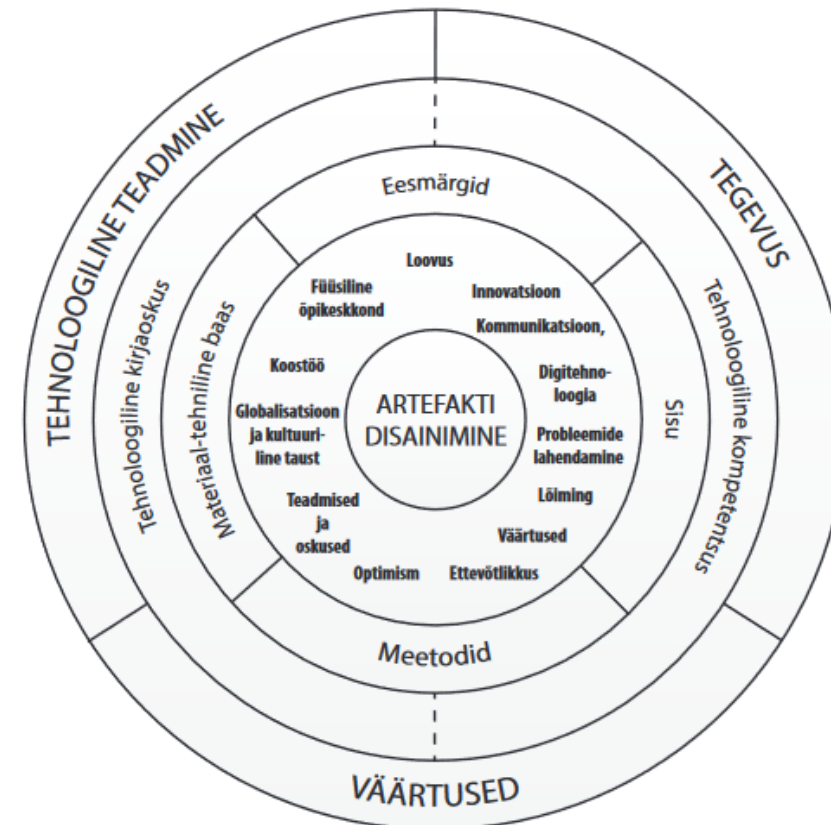 TEHNOLOOGILINE TEADMINE
TEGEVUS
VÄÄRTUSED
Tehnoloogiline kirjaoskus
Tehnoloogiline kompetentsus
Eesmärgid
Materiaal-tehniline baas
Sisu
Meetodid
Loovus
Innovatsioon
Kommunikatsioon,
Digitehno-
loogia
Probleemide
lahendamine
Lõiming
Väärtused
Ettevõtlikkus
Optimism
Teadmised
ja
oskused
Globalisatsioon
ja kultuuri-
line taust
Koostöö
Füüsiline
õpikeskkond
ARTEFAKTI
DISAINIMINE